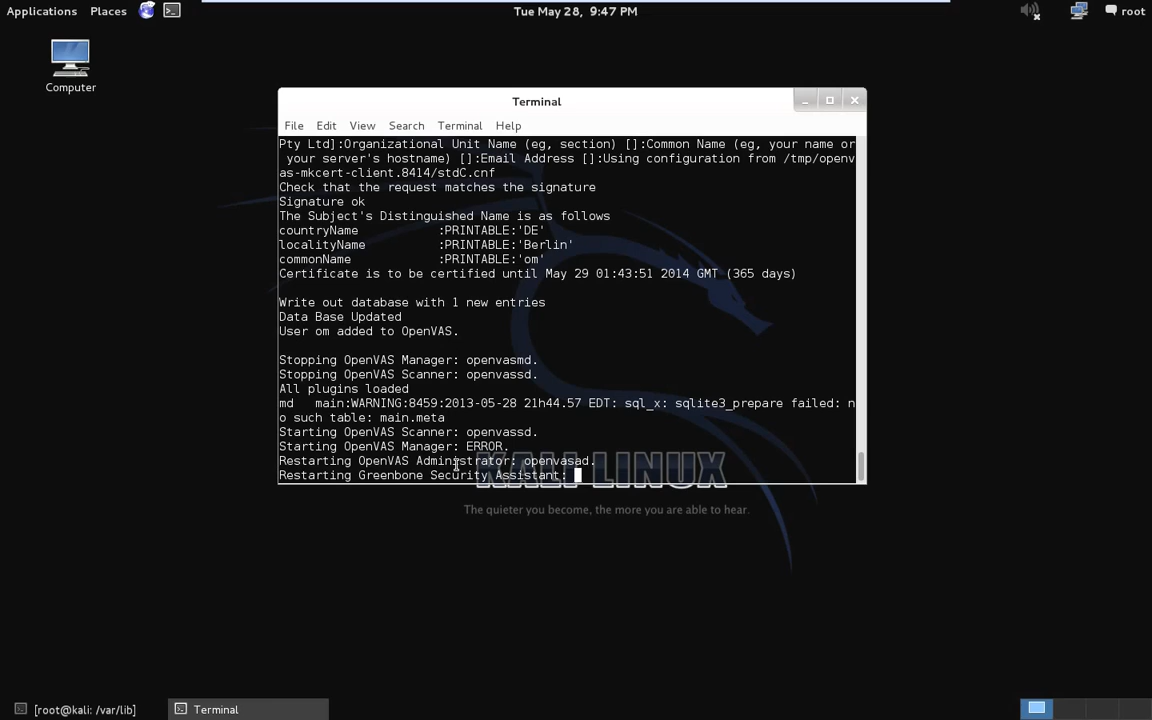 Applications Places Tue May 28, 9:47 PM root
Computer
Terminal
File Edit View Search Terminal Help
Pty Ltd]:Organizational Unit Name (eg, section) []:Common Name (eg, your name or
your server's hostname) []:Email Address []:Using configuration from /tmp/openv
as-mkcert-client.8414/stdC.cnf
Check that the request matches the signature
Signature ok
The Subject's Distinguished Name is as follows
countryName :PRINTABLE:'DE'
localityName :PRINTABLE:'Berlin'
commonName :PRINTABLE:'om'
Certificate is to be certified until May 29 01:43:51 2014 GMT (365 days)
Write out database with 1 new entries
Data Base Updated
User om added to OpenVAS.
Stopping OpenVAS Manager: openvasmd.
Stopping OpenVAS Scanner: openvassd.
All plugins loaded
md main:WARNING:8459:2013-05-28 21h44.57 EDT: sql_x: sqlite3_prepare failed: n
o such table: main.meta
Starting OpenVAS Scanner: openvassd.
Starting OpenVAS Manager: ERROR.
Restarting OpenVAS Administrator: openvasad.
Restarting Greenbone Security Assistant:
KALI LINUX
The quieter you become, the more you are able to hear.
[root@kali: /var/lib] Terminal